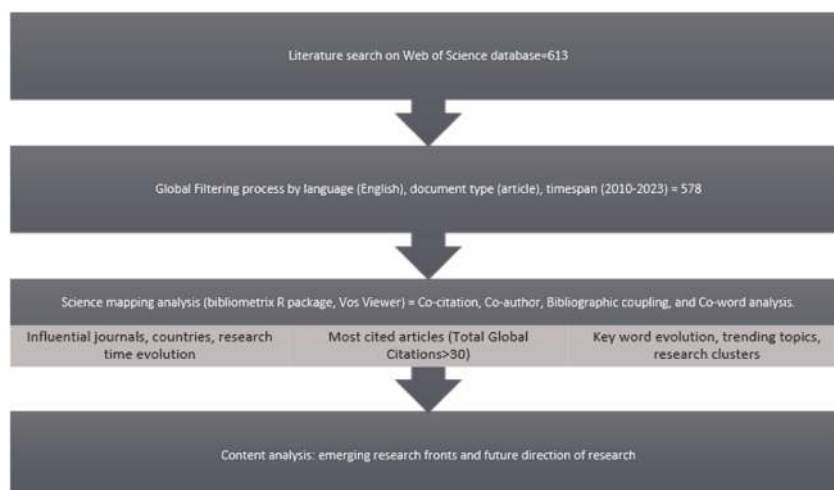 Literature search on Web of Science database=613
Global Filtering process by language (English), document type (article), timespan (2010-2023) = 578
Science mapping analysis (bibliometrix R package, Vos Viewer) = Co-citation, Co-author, Bibliographic coupling, and Co-word analysis.
Influential journals, countries, research
time evolution
Most cited articles (Total Global
Citations>30)
Key word evolution, trending topics,
research clusters
Content analysis: emerging research fronts and future direction of research